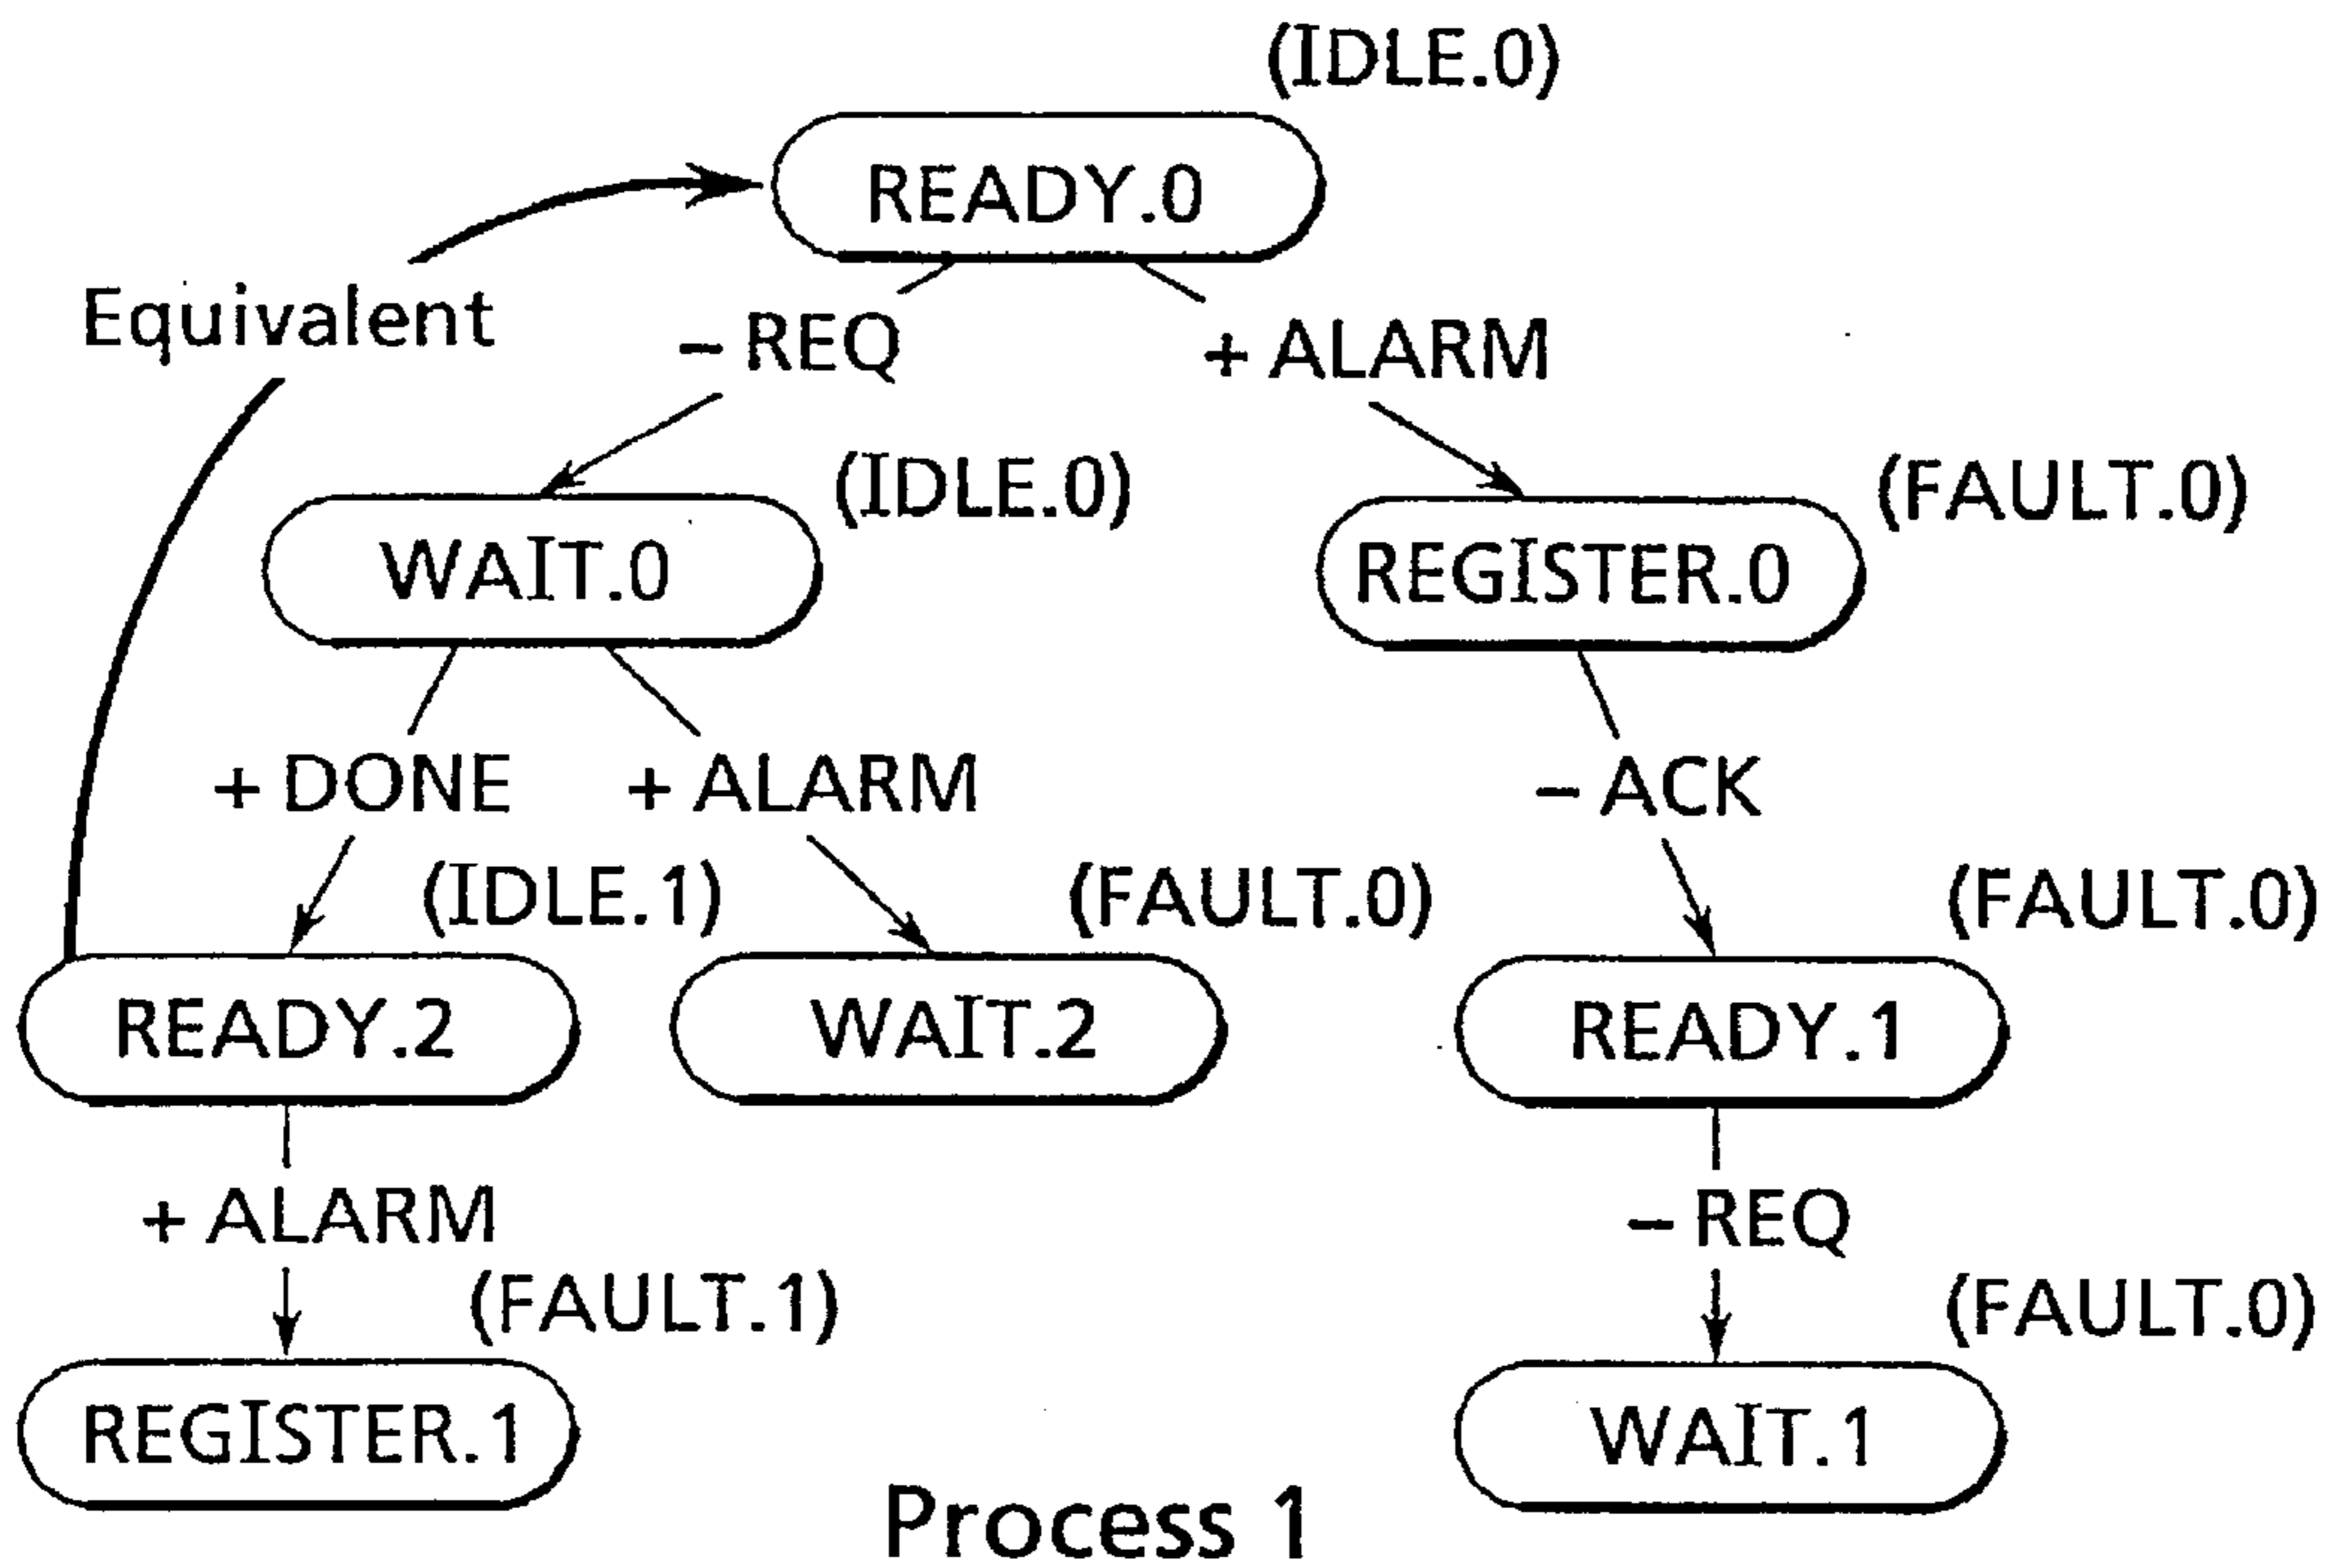 (IDLE.0)
READY.0
Equivalent
– REQ
+ ALARM
(IDLE.0)
(FAULT.0)
WAIT.0
REGISTER.0
+ DONE
+ ALARM
– ACK
(IDLE.1)
(FAULT.0)
(FAULT.0)
READY.2
WAIT.2
READY.1
+ ALARM
– REQ
(FAULT.1)
(FAULT.0)
REGISTER.1
WAIT.1
Process 1